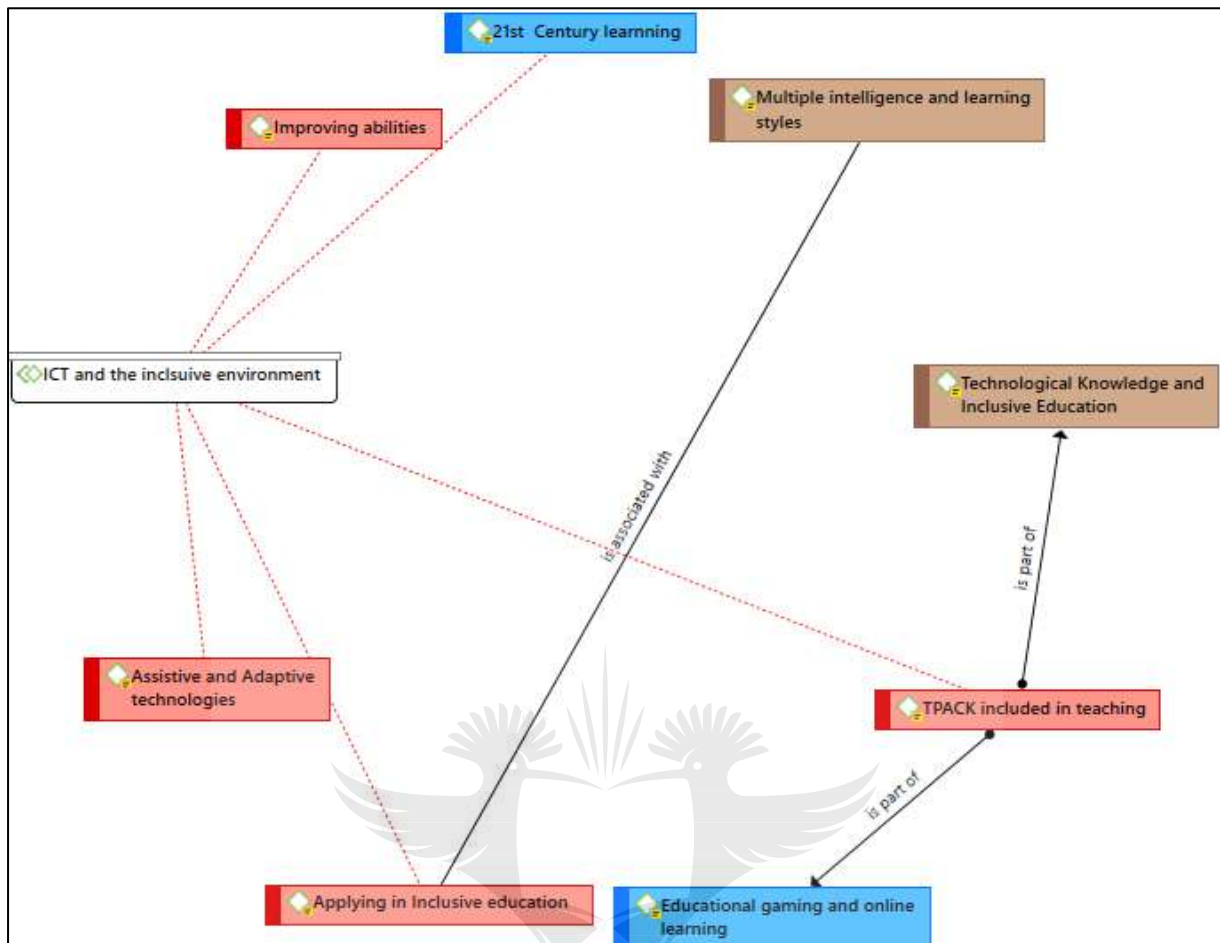 21st Century learnning
Multiple intelligence and learning
styles
Improving abilities
ICT and the inclsuive environment
Technological Knowledge and
Inclusive Education
is associated with
is part of
Assistive and Adaptive
technologies
TPACK included in teaching
is part of
Applying in Inclusive education
Educational gaming and online
learning